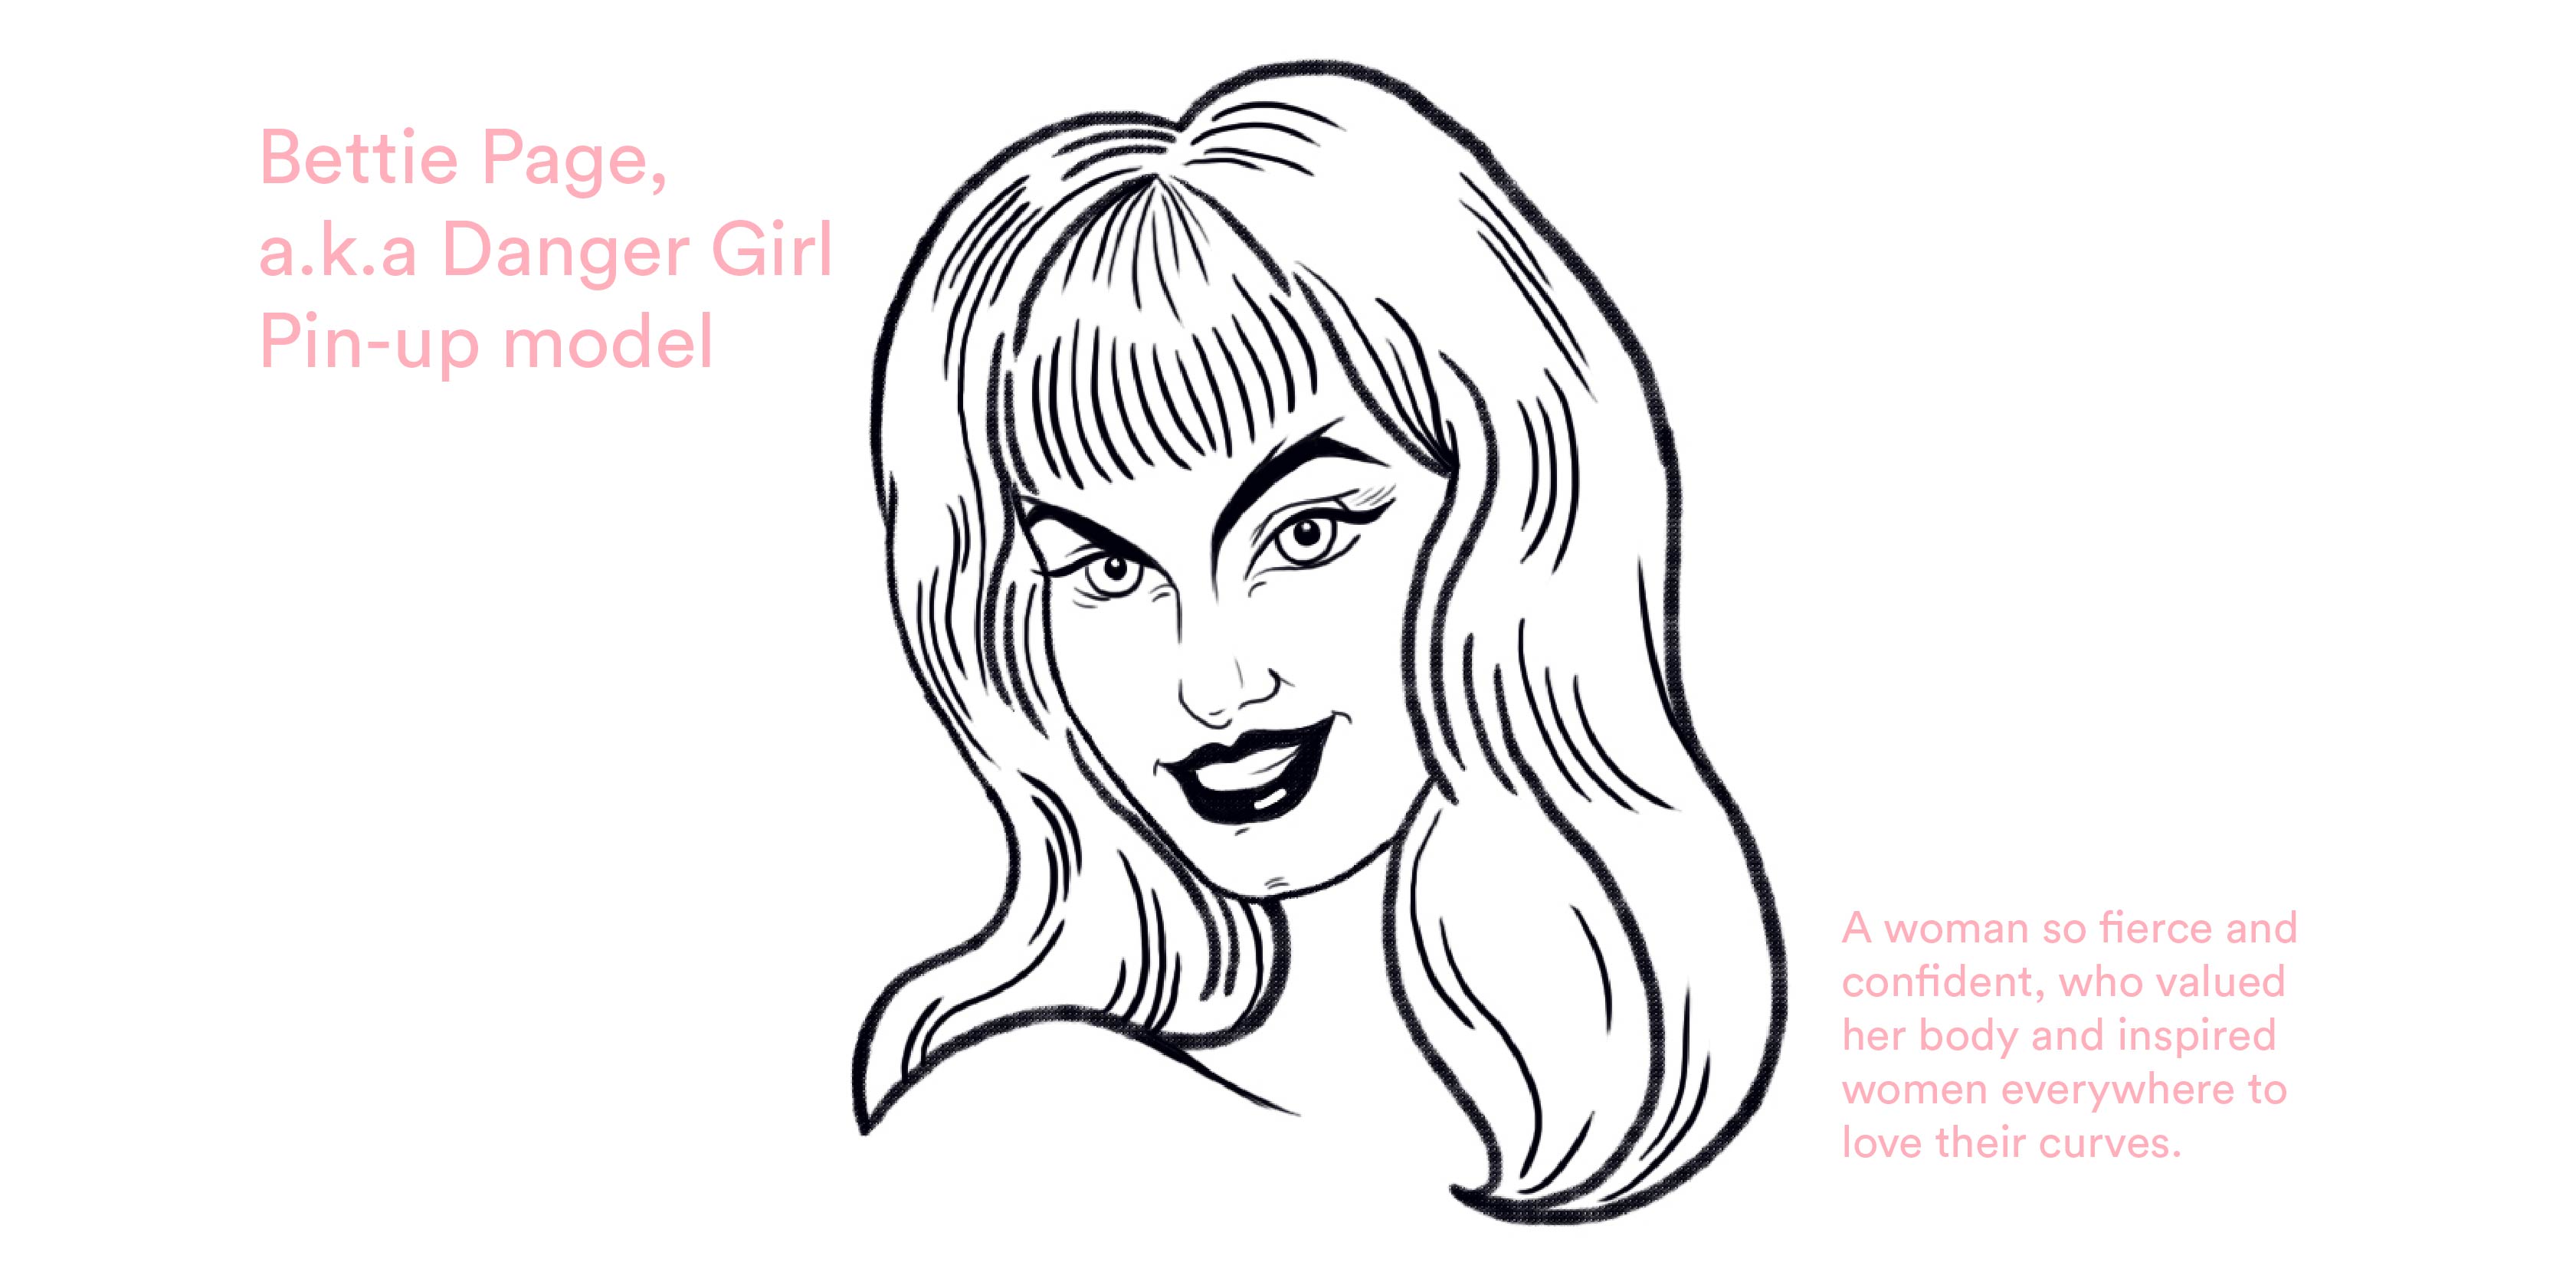 Bettie Page,
a.k.a Danger Girl
Pin-up model
A woman so fierce and
confident, who valued
her body and inspired
women everywhere to
love their curves.